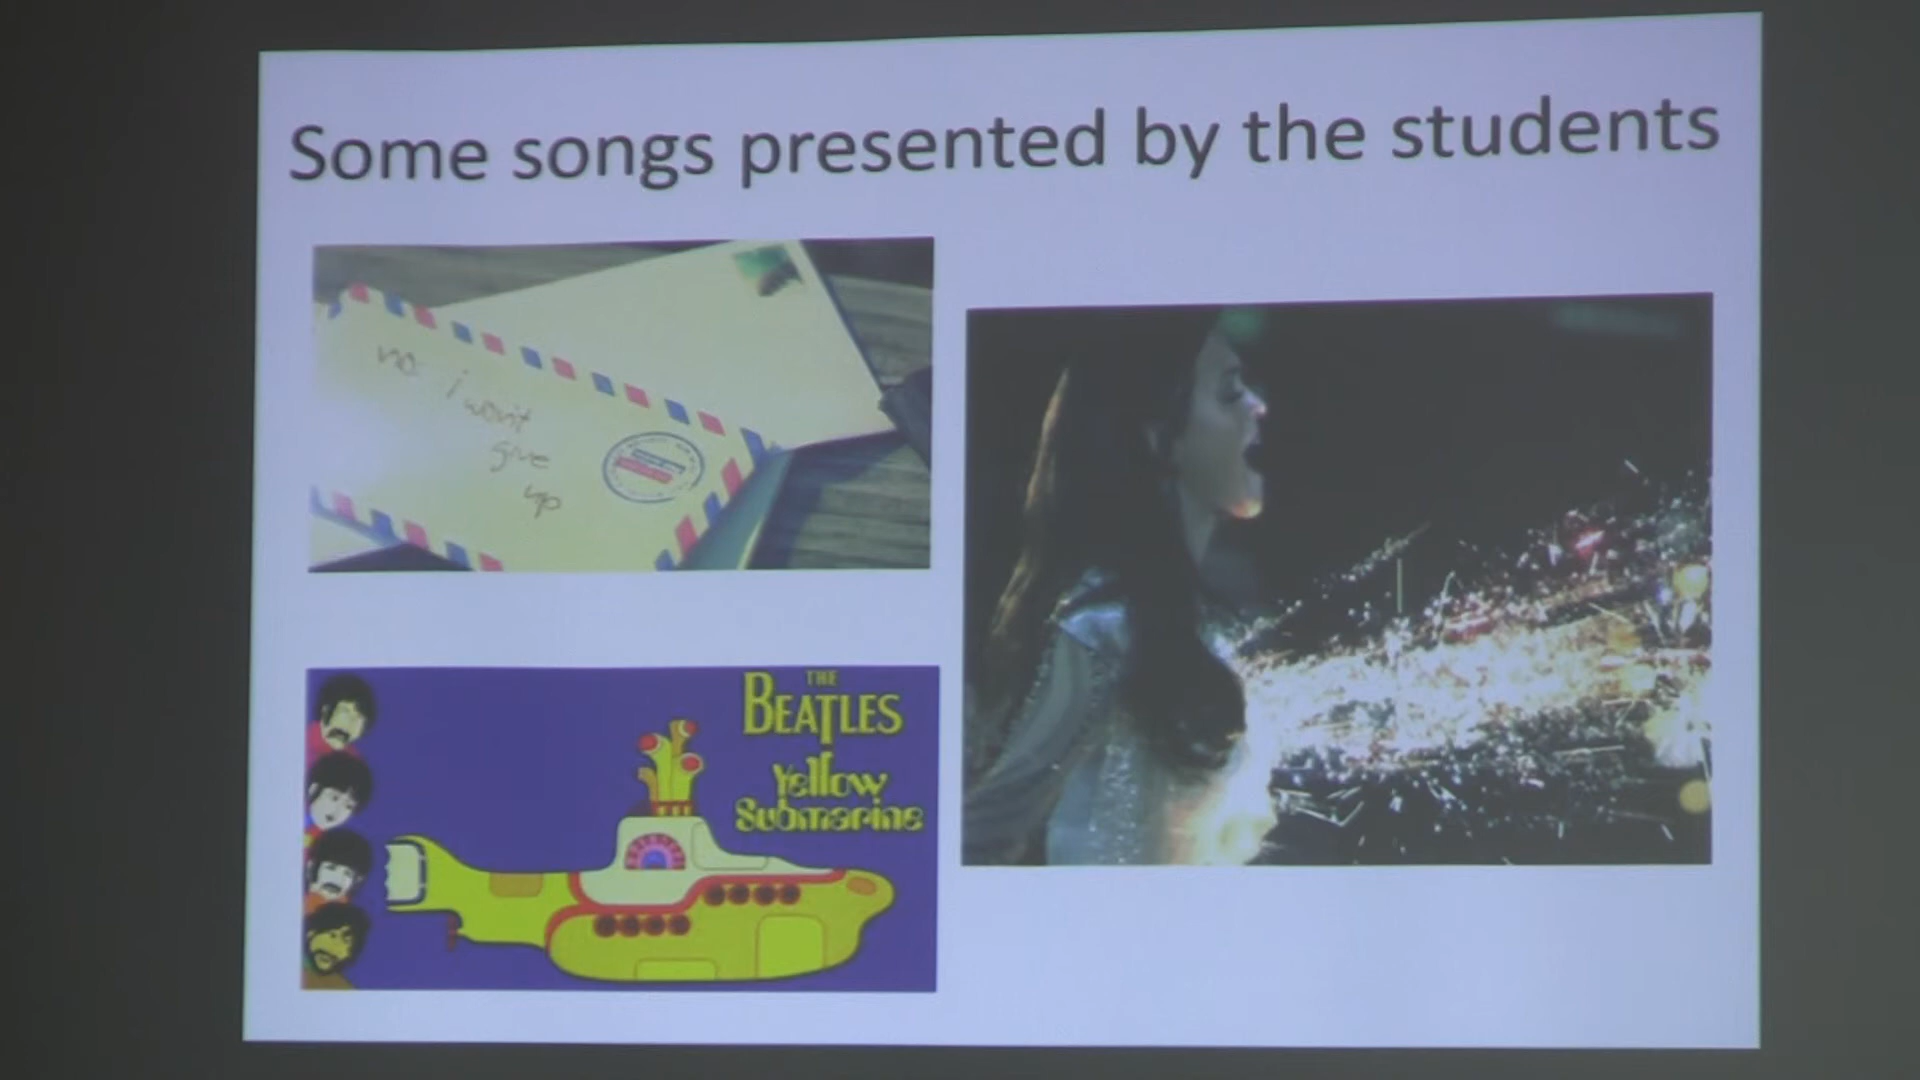 Some songs presented by the students
no i won't
give
up
THE
BEATLES
Yellow
Submarine